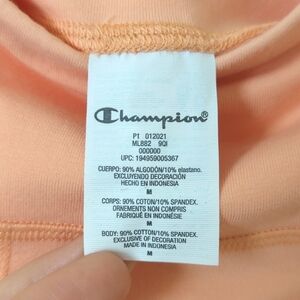 Champion
P1 012021
ML882 9QI
000000
UPC: 194959005367
CUERPO: 90% ALGODÓN/10% elastano.
EXCLUYENDO DECORACIÓN
HECHO EN INDONESIA
M
CORPS: 90% COTON/10% SPANDEX.
ORNEMENTS NON COMPRIS
FABRIQUÉ EN INDONÉSIE
M
BODY: 90% COTTON/10% SPANDEX.
EXCLUSIVE OF DECORATION
MADE IN INDONESIA
M